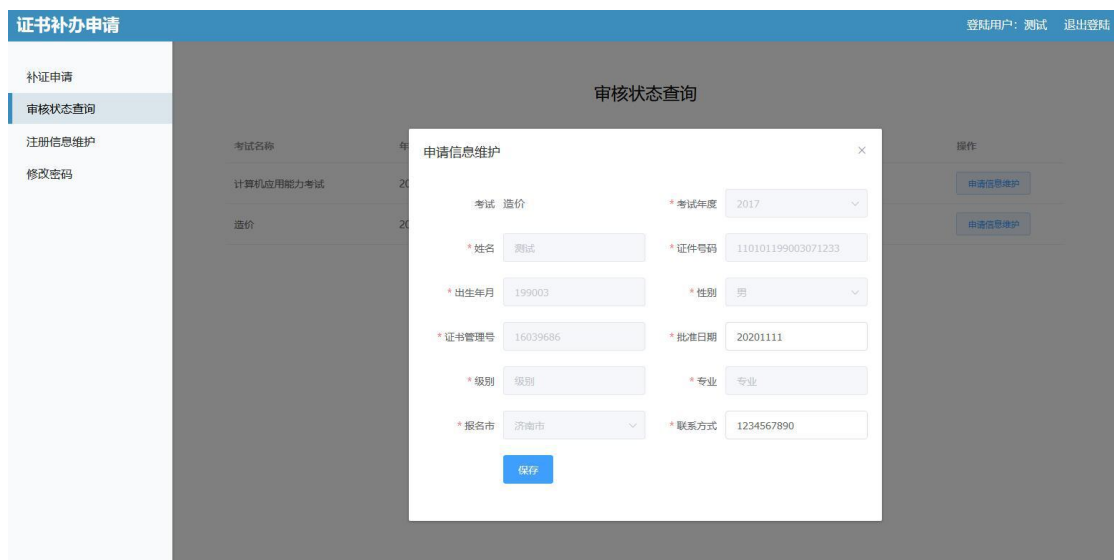 证书补办申请 登陆用户：测试 退出登陆
补证申请
审核状态查询
注册信息维护
修改密码
审核状态查询
考试名称 年 操作
计算机应用能力考试 20 申请信息维护
造价 20 申请信息维护
申请信息维护 ×
考试 造价 * 考试年度 2017
* 姓名 测试 * 证件号码 110101199003071233
* 出生年月 199003 * 性别 男
* 证书管理号 16039686 * 批准日期 20201111
* 级别 级别 * 专业 专业
* 报名市 济南市 * 联系方式 1234567890
保存